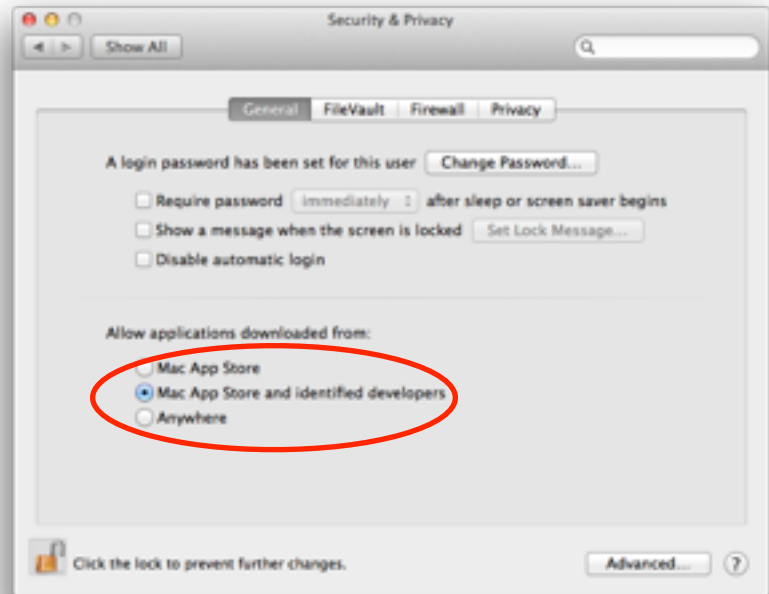 Security & Privacy
Show All
General FileVault Firewall Privacy
A login password has been set for this user Change Password...
Require password immediately after sleep or screen saver begins
Show a message when the screen is locked Set Lock Message...
Disable automatic login
Allow applications downloaded from:
Mac App Store
Mac App Store and identified developers
Anywhere
Click the lock to prevent further changes.
Advanced... ?